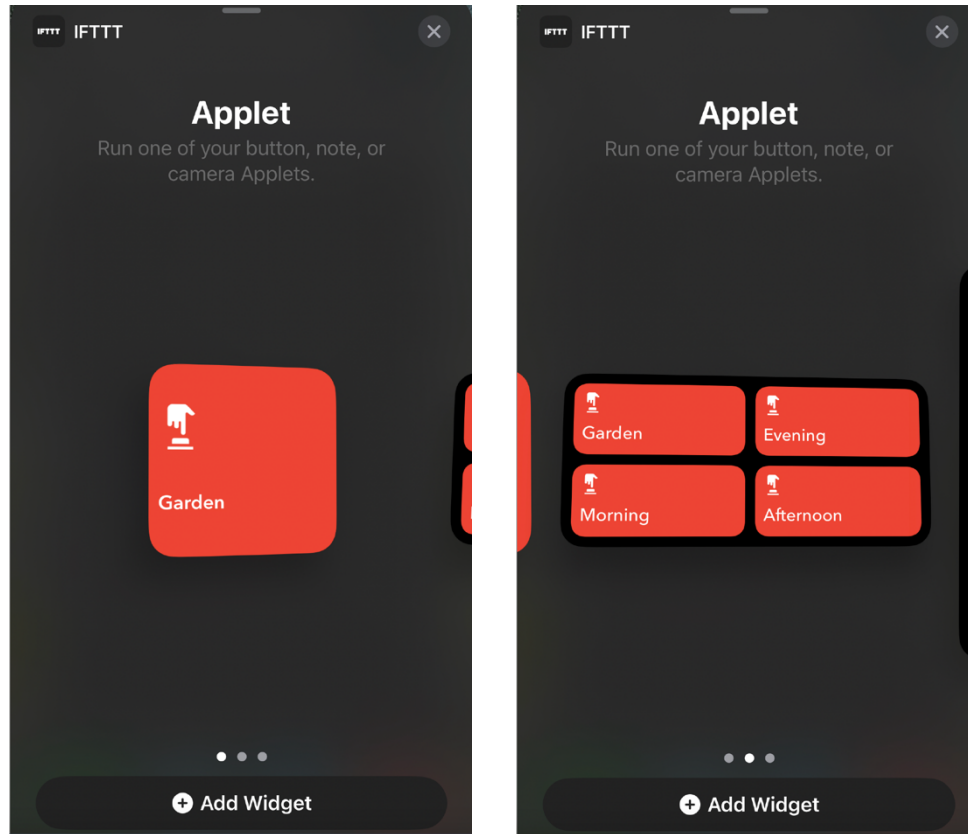 IFTTT IFTTT
Applet
Run one of your button, note, or
camera Applets.
Garden
Add Widget
IFTTT IFTTT
Applet
Run one of your button, note, or
camera Applets.
Garden
Evening
Morning
Afternoon
Add Widget